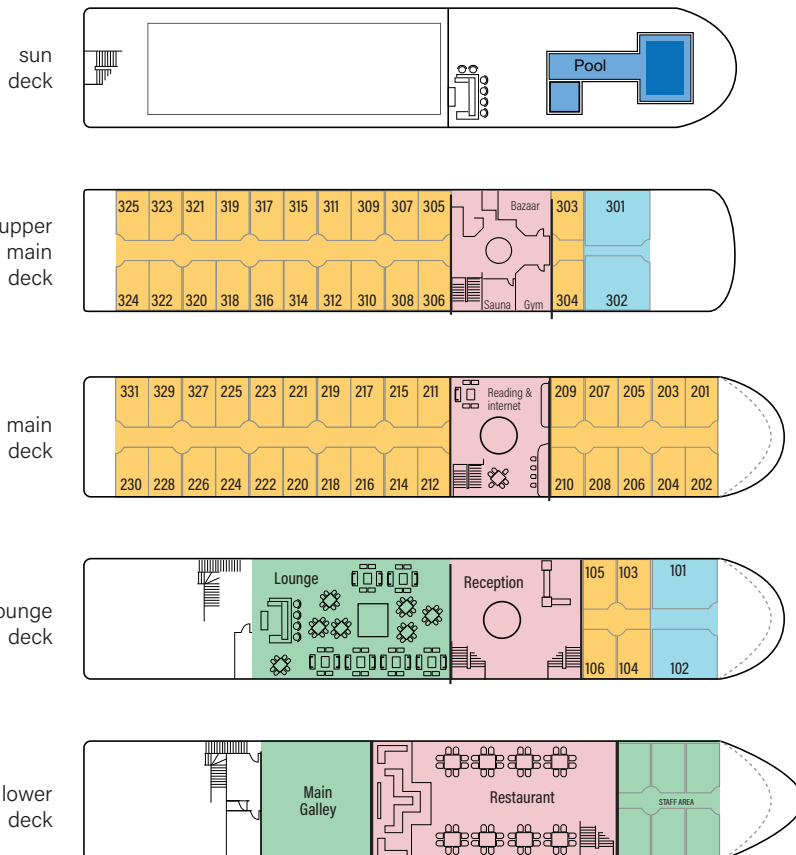 sun
deck
Pool
325 323 321 319 317 315 311 309 307 305
Bazaar
303 301
upper
main
deck
324 322 320 318 316 314 312 310 308 306
Sauna Gym
304 302
331 329 327 225 223 221 219 217 215 211
Reading &
internet
209 207 205 203 201
main
deck
230 228 226 224 222 220 218 216 214 212
210 208 206 204 202
Lounge
Reception
105 103 101
ounge
deck
106 104 102
lower
deck
Main
Galley
Restaurant
STAFF AREA